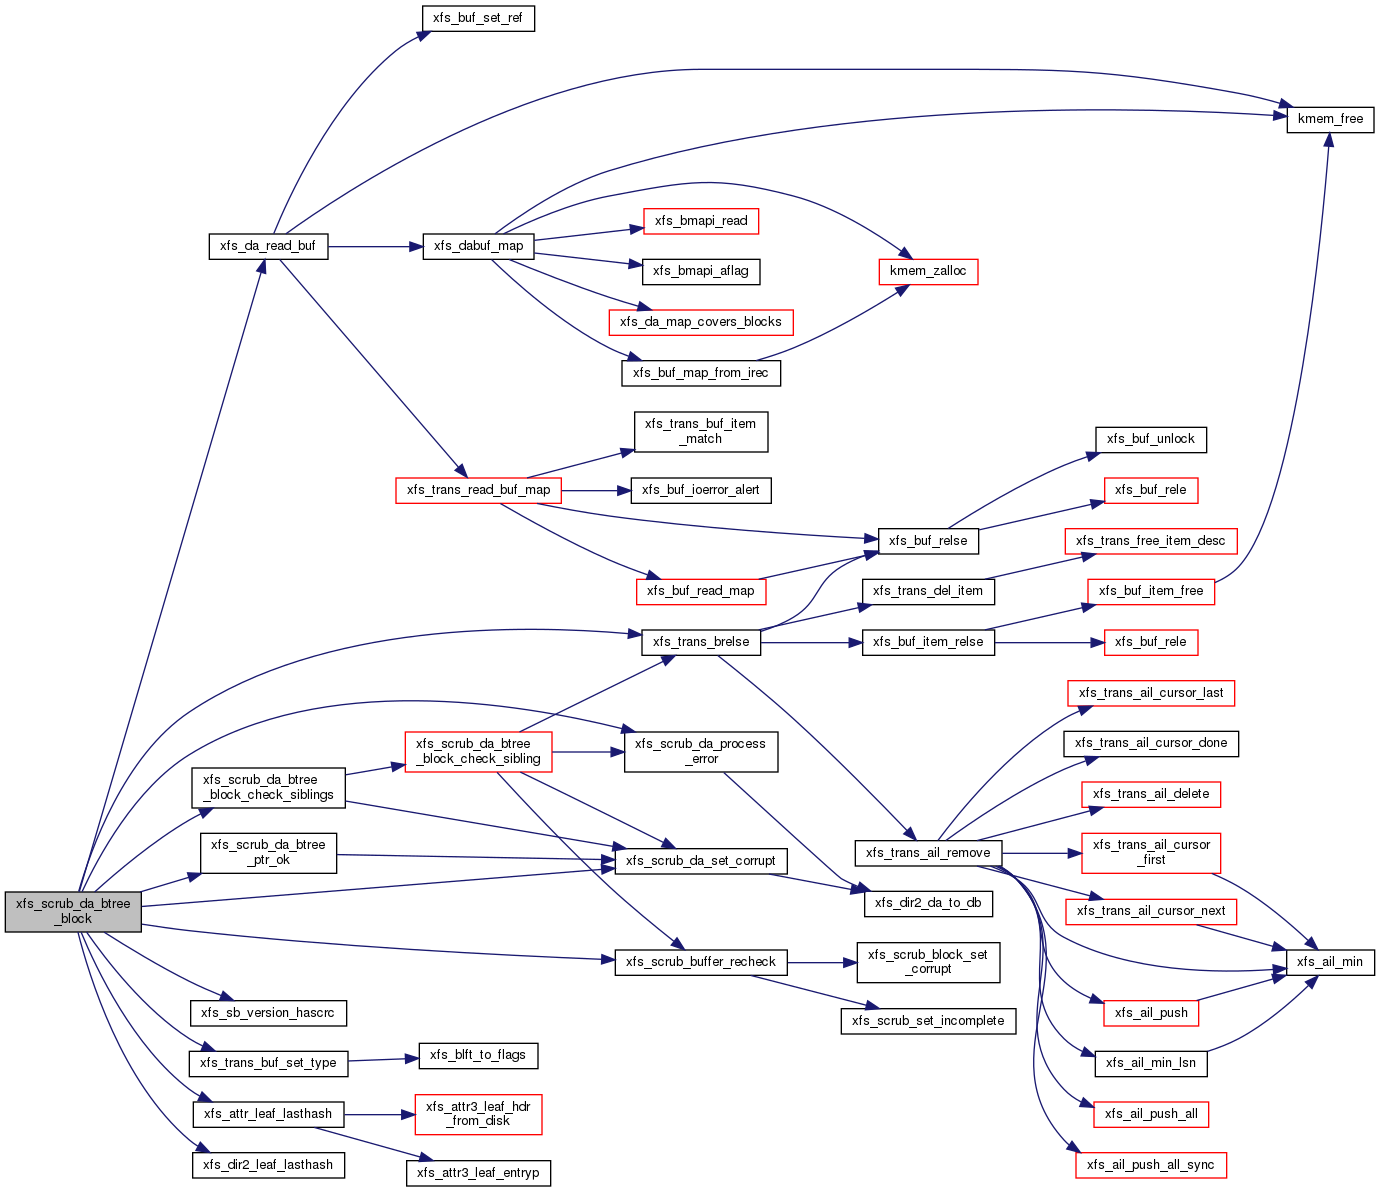 xfs_buf_set_ref
kmem_free
xfs_da_read_buf
xfs_dabuf_map
xfs_bmapi_read
xfs_bmapi_aflag
kmem_zalloc
xfs_da_map_covers_blocks
xfs_buf_map_from_irec
xfs_trans_buf_item
_match
xfs_buf_unlock
xfs_trans_read_buf_map
xfs_buf_ioerror_alert
xfs_buf_rele
xfs_buf_relse
xfs_trans_free_item_desc
xfs_buf_read_map
xfs_trans_del_item
xfs_buf_item_free
xfs_trans_brelse
xfs_buf_item_relse
xfs_buf_rele
xfs_trans_ail_cursor_last
xfs_scrub_da_btree
_block_check_sibling
xfs_scrub_da_process
_error
xfs_trans_ail_cursor_done
xfs_scrub_da_btree
_block_check_siblings
xfs_trans_ail_delete
xfs_scrub_da_btree
_ptr_ok
xfs_scrub_da_set_corrupt
xfs_trans_ail_remove
xfs_trans_ail_cursor
_first
xfs_scrub_da_btree
_block
xfs_dir2_da_to_db
xfs_trans_ail_cursor_next
xfs_scrub_buffer_recheck
xfs_scrub_block_set
_corrupt
xfs_ail_min
xfs_sb_version_hascrc
xfs_scrub_set_incomplete
xfs_ail_push
xfs_trans_buf_set_type
xfs_blft_to_flags
xfs_ail_min_lsn
xfs_attr_leaf_lasthash
xfs_attr3_leaf_hdr
_from_disk
xfs_ail_push_all
xfs_dir2_leaf_lasthash
xfs_attr3_leaf_entryp
xfs_ail_push_all_sync